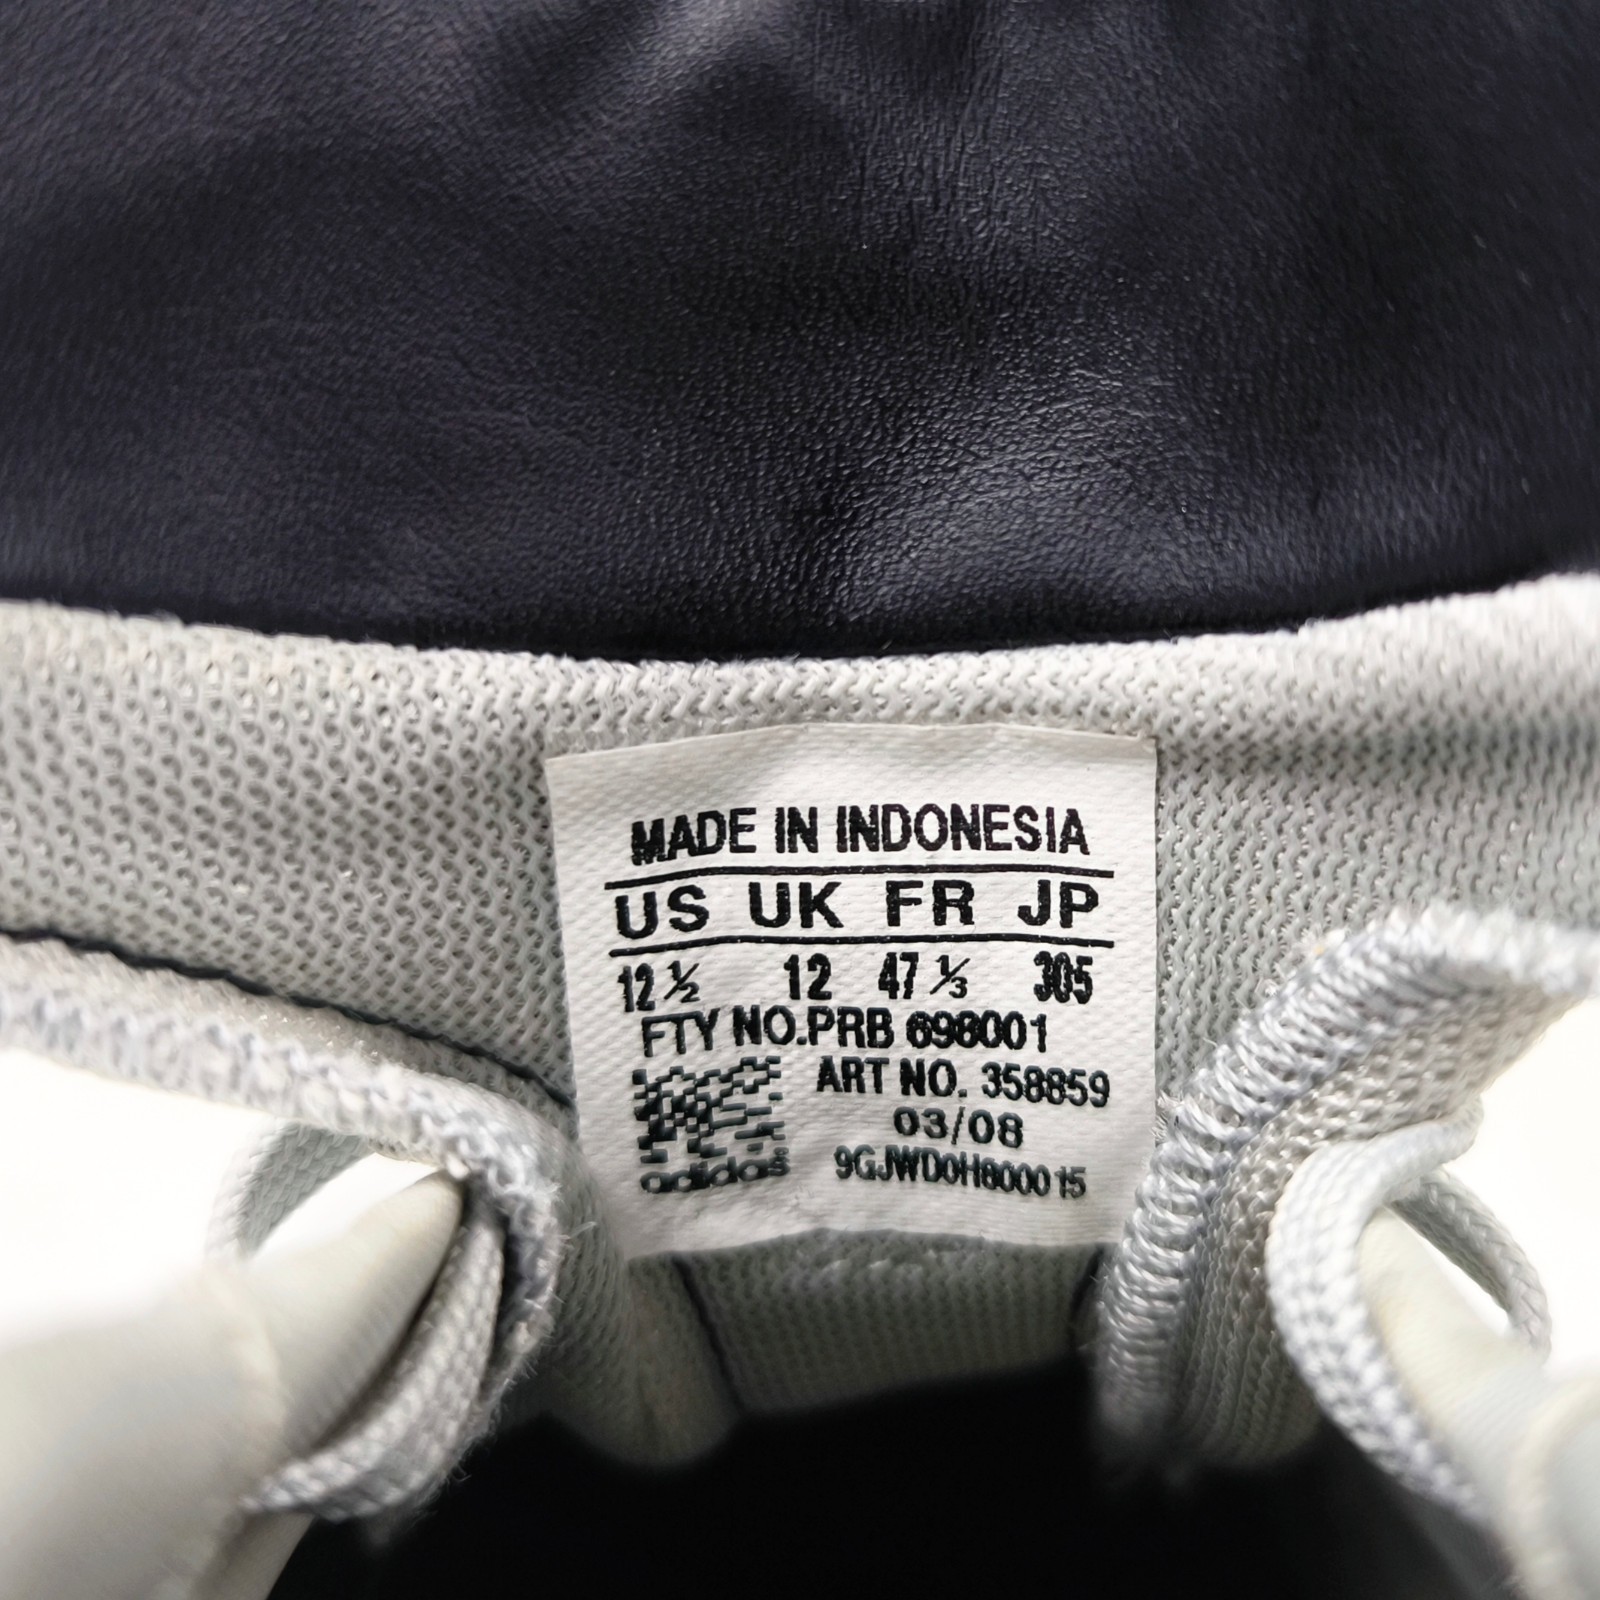 MADE IN INDONESIA
US UK FR JP
12 ½ 12 47 ⅓ 305
FTY NO.PRB 698001
ART NO. 358859
03/08
adidas 9GJWD0H800015